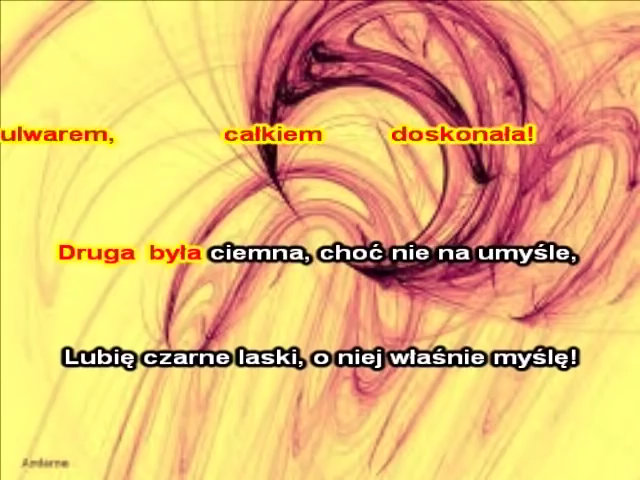 ulwarem, całkiem doskonała!
Druga była ciemna, choć nie na umyśle,
Lubię czarne laski, o niej właśnie myślę!